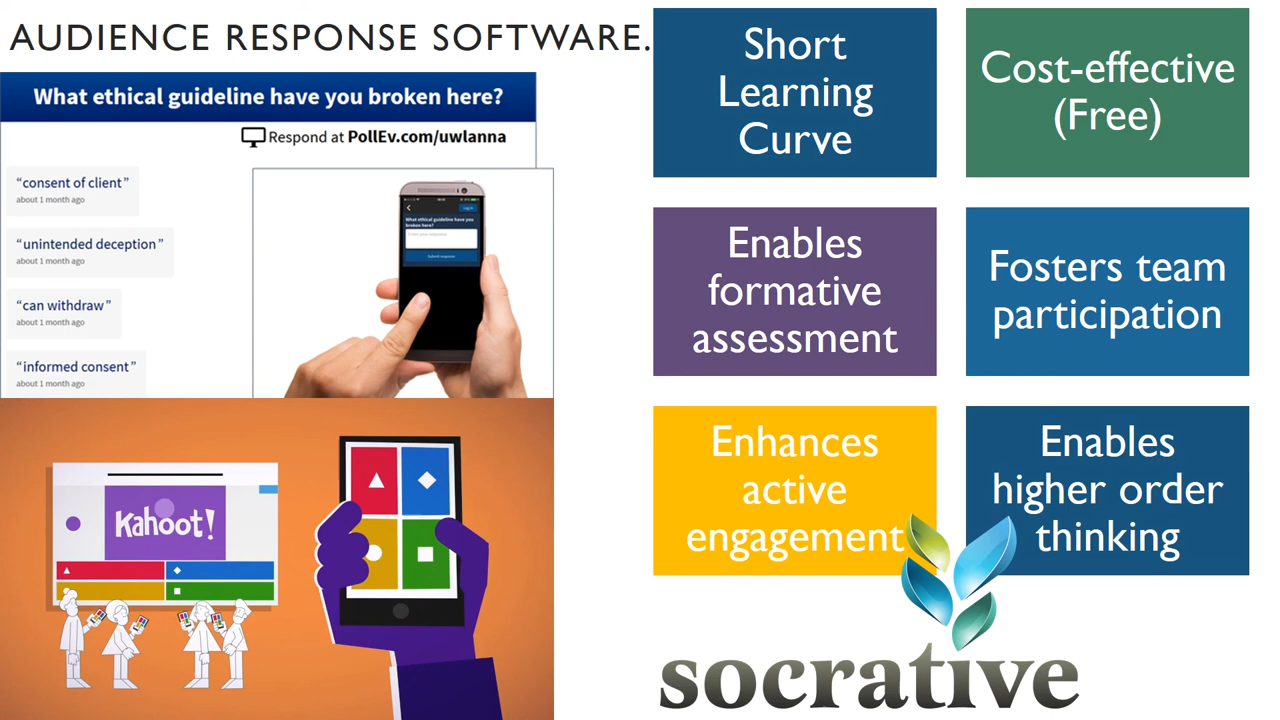 AUDIENCE RESPONSE SOFTWARE.
What ethical guideline have you broken here?
Respond at PollEv.com/uwlanna
“consent of client”
about 1 month ago
“unintended deception”
about 1 month ago
“can withdraw”
about 1 month ago
“informed consent”
about 1 month ago
What ethical guideline have you
broken here?
Submit response
Kahoot!
Short
Learning
Curve
Cost-effective
(Free)
Enables
formative
assessment
Fosters team
participation
Enhances
active
engagement
Enables
higher order
thinking
socrative